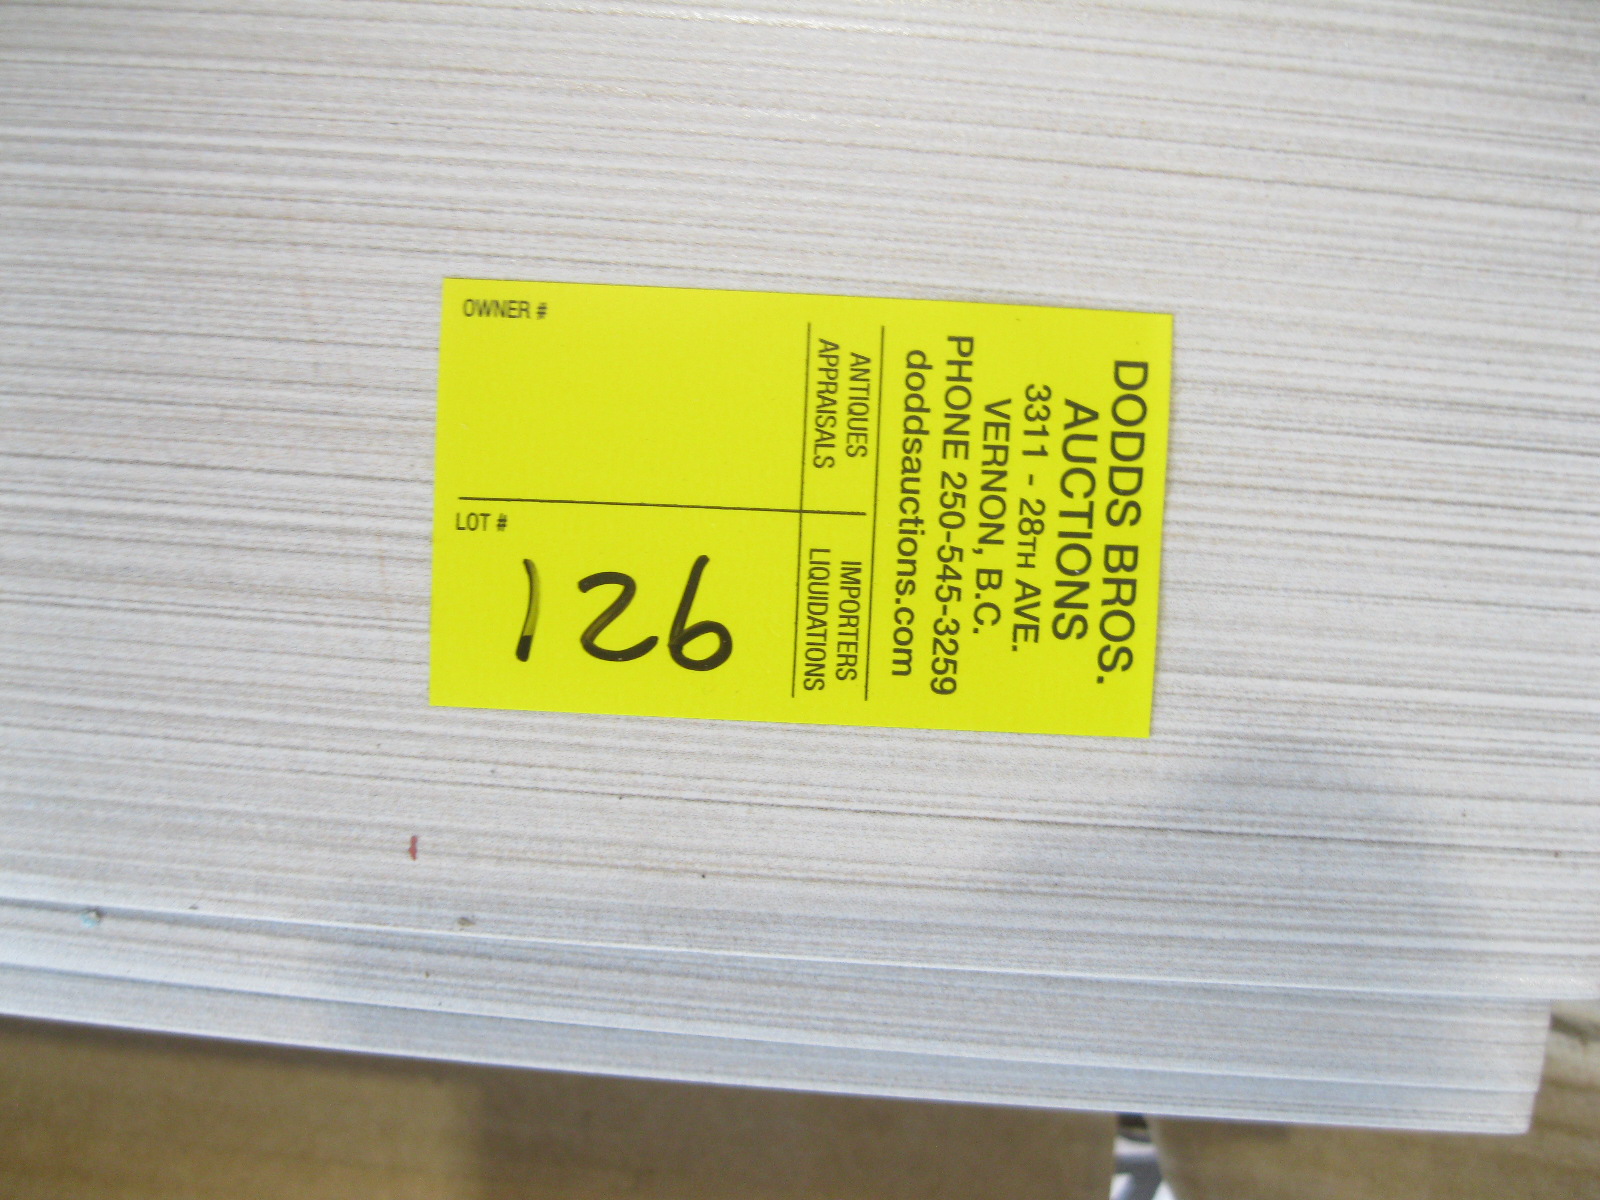 DODDS BROS.
AUCTIONS
3311 - 28TH AVE.
VERNON, B.C.
PHONE 250-545-3259
doddsauctions.com
ANTIQUES
APPRAISALS
IMPORTERS
LIQUIDATIONS
OWNER #
LOT #
126